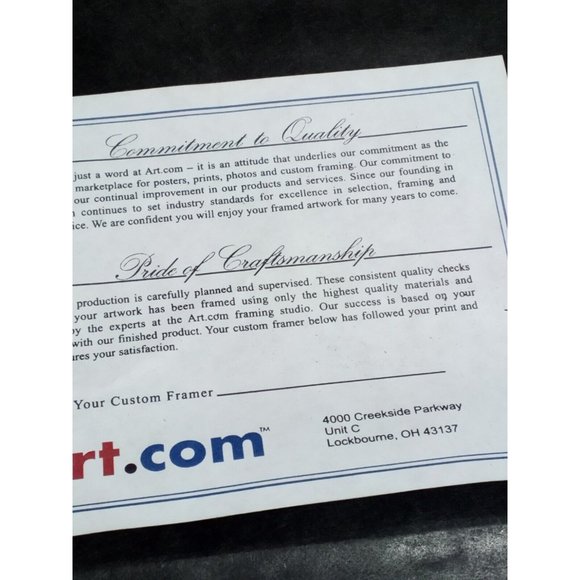 Commitment to Quality
just a word at Art.com – it is an attitude that underlies our commitment as the
marketplace for posters, prints, photos and custom framing. Our commitment to
our continual improvement in our products and services. Since our founding in
continues to set industry standards for excellence in selection, framing and
ice. We are confident you will enjoy your framed artwork for many years to come.
Pride of Craftsmanship
production is carefully planned and supervised. These consistent quality checks
your artwork has been framed using only the highest quality materials and
by the experts at the Art.com framing studio. Our success is based on your
with our finished product. Your custom framer below has followed your print and
ures your satisfaction.
Your Custom Framer
rt.com™
4000 Creekside Parkway
Unit C
Lockbourne, OH 43137